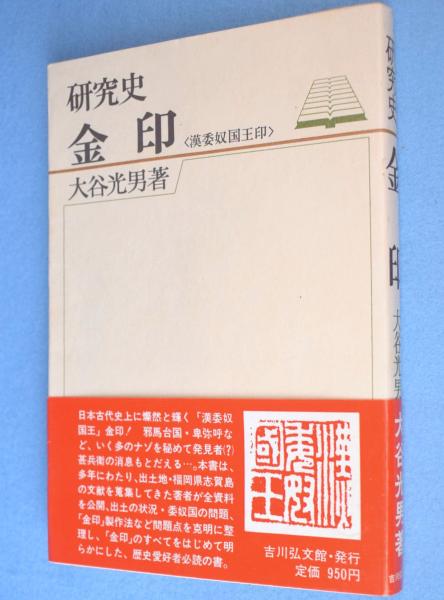 研究史
金印〈漢委奴国王印〉
大谷光男著
日本古代史上に燦然と輝く「漢委奴
国王」金印! 邪馬台国・卑弥呼な
ど、いく多のナゾを秘めて発見者(?)
甚兵衛の消息もとだえる…。本書は、
多年にわたり、出土地・福岡県志賀島
の文献を蒐集してきた著者が全資料
を公開、出土の状況・委奴国の問題、
「金印」製作法など問題点を克明に整
理し、「金印」のすべてをはじめて明
らかにした、歴史愛好者必読の書。
漢
委奴
國王
吉川弘文館・発行
定価 950円
研究史 金印 大谷光男
大谷光男著